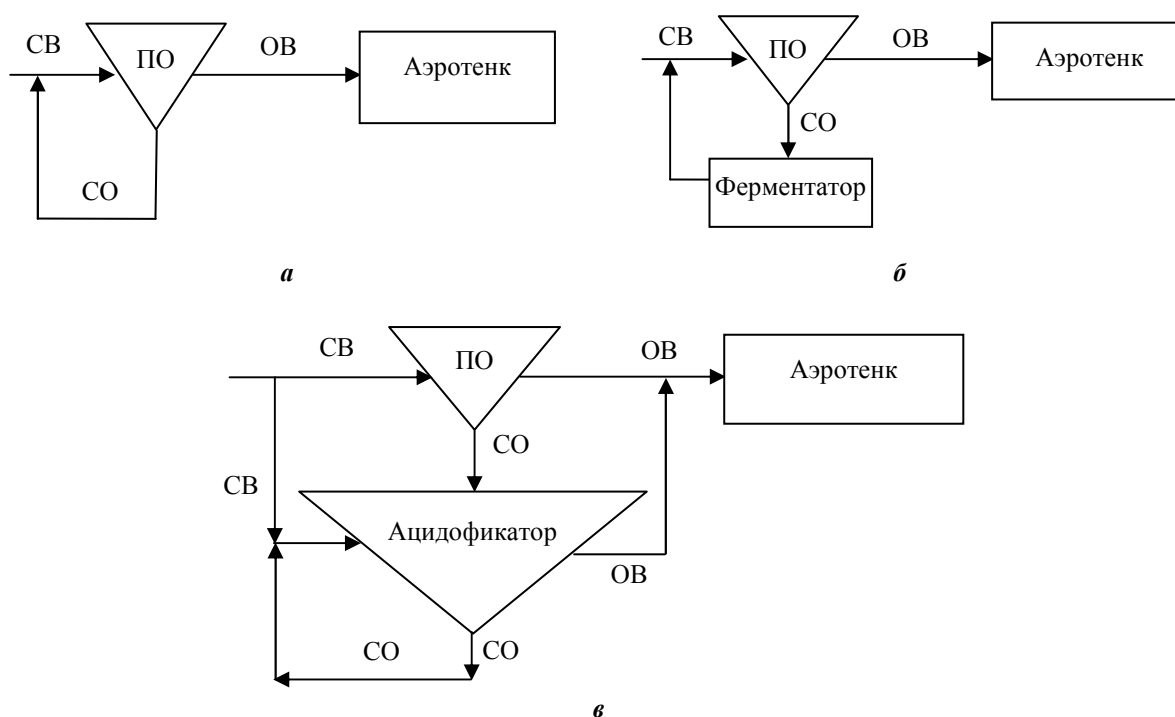 СВ
ПО
ОВ
Аэротенк
СО
а
СВ
ПО
ОВ
Аэротенк
СО
Ферментатор
б
СВ
ПО
ОВ
Аэротенк
СО
СВ
Ацидофикатор
ОВ
СО
СО
в